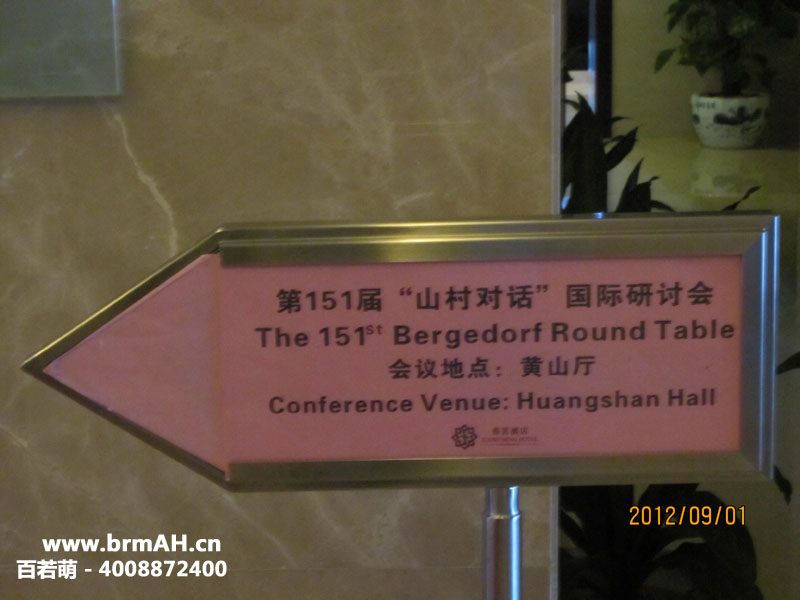 第151届 “山村对话” 国际研讨会
The 151st Bergedorf Round Table
会议地点：黄山厅
Conference Venue: Huangshan Hall
2012/09/01
www.brmAH.cn
百若萌 - 4008872400